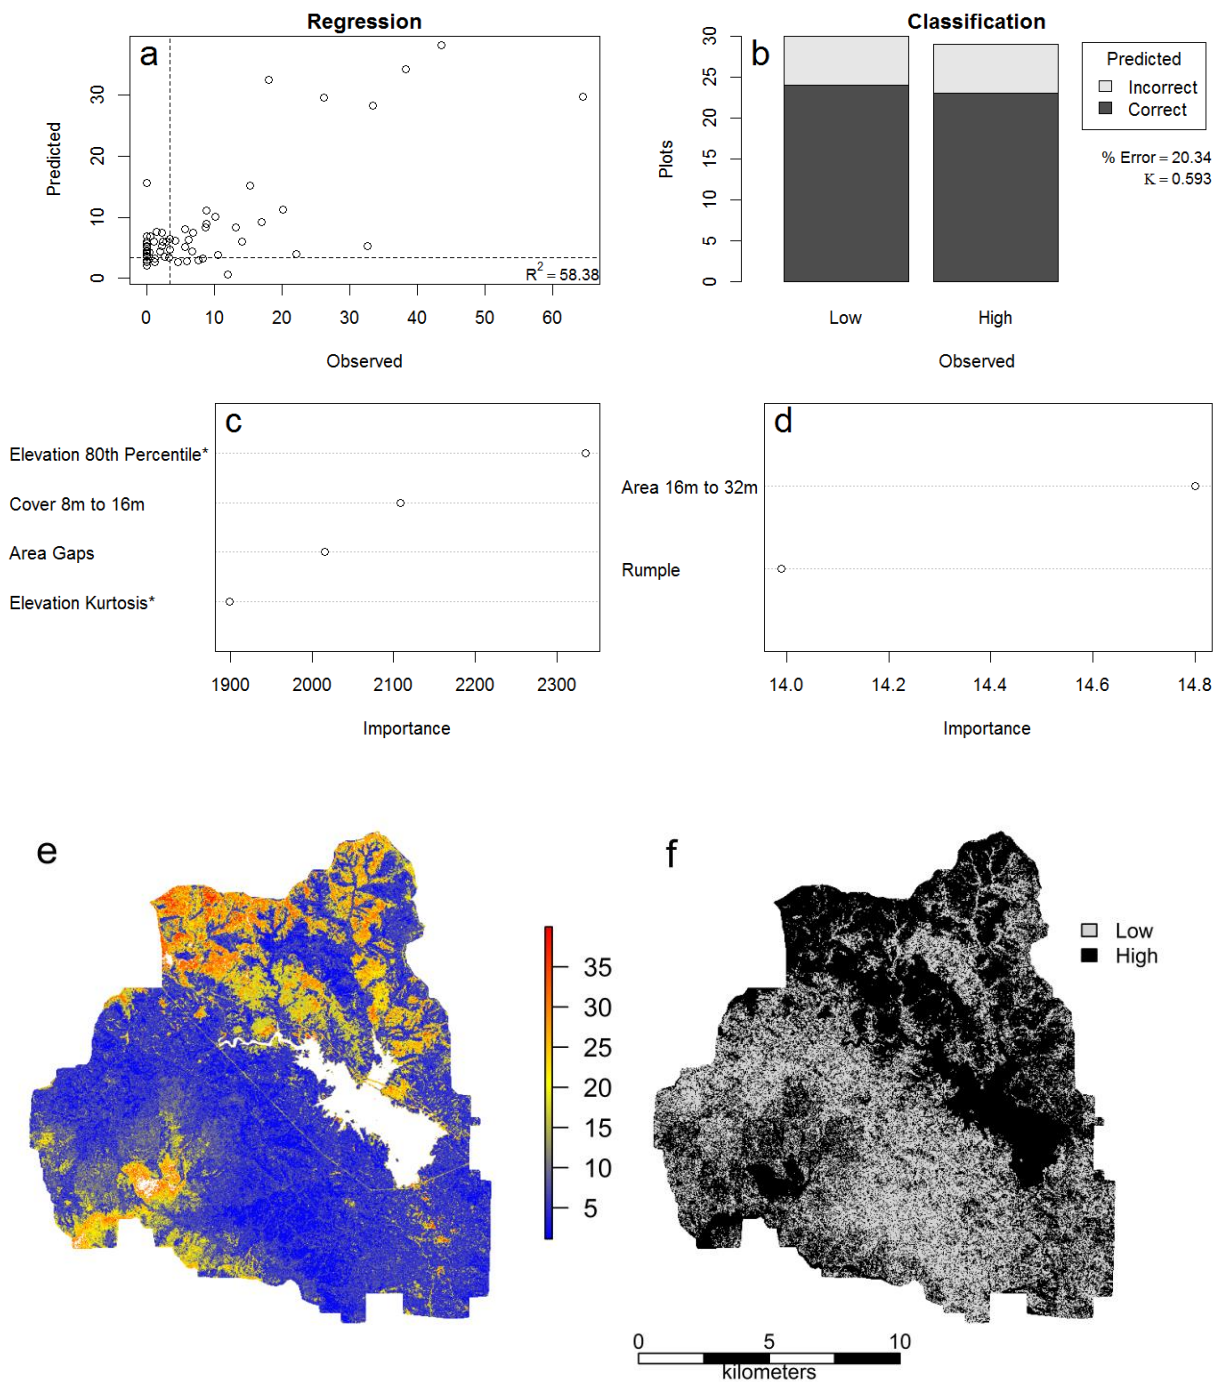 Regression
a
Predicted
0
10
20
30
R² = 58.38
0 10 20 30 40 50 60
Observed
Classification
b
Plots
0
5
10
15
20
25
30
Low High
Observed
Predicted
Incorrect
Correct
% Error = 20.34
K = 0.593
c
Elevation 80th Percentile*
Cover 8m to 16m
Area Gaps
Elevation Kurtosis*
1900 2000 2100 2200 2300
Importance
d
Area 16m to 32m
Rumple
14.0 14.2 14.4 14.6 14.8
Importance
e
35
30
25
20
15
10
5
f
Low
High
0 5 10
kilometers